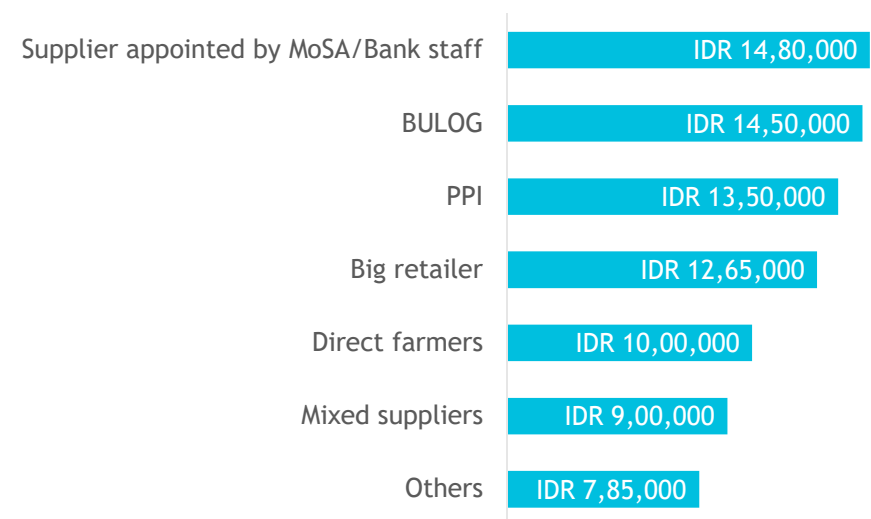 Supplier appointed by MoSA/Bank staff IDR 14,80,000
BULOG IDR 14,50,000
PPI IDR 13,50,000
Big retailer IDR 12,65,000
Direct farmers IDR 10,00,000
Mixed suppliers IDR 9,00,000
Others IDR 7,85,000